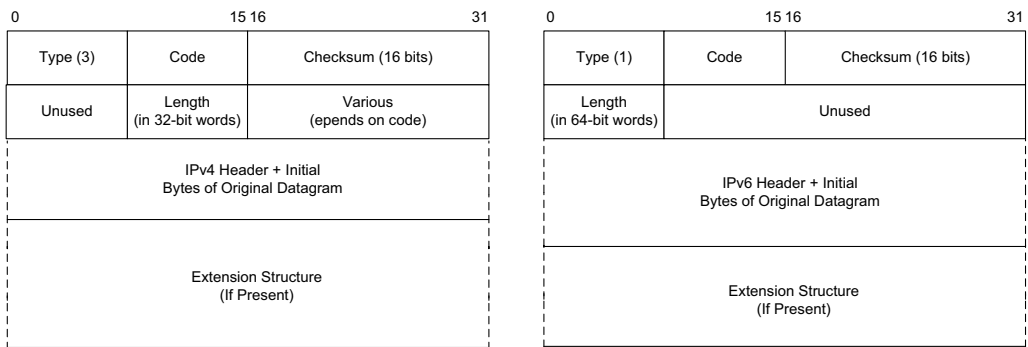 0 15 16 31
Type (3) Code Checksum (16 bits)
Unused Length (in 32-bit words) Various (epends on code)
IPv4 Header + Initial
Bytes of Original Datagram
Extension Structure
(If Present)
0 15 16 31
Type (1) Code Checksum (16 bits)
Length (in 64-bit words) Unused
IPv6 Header + Initial
Bytes of Original Datagram
Extension Structure
(If Present)